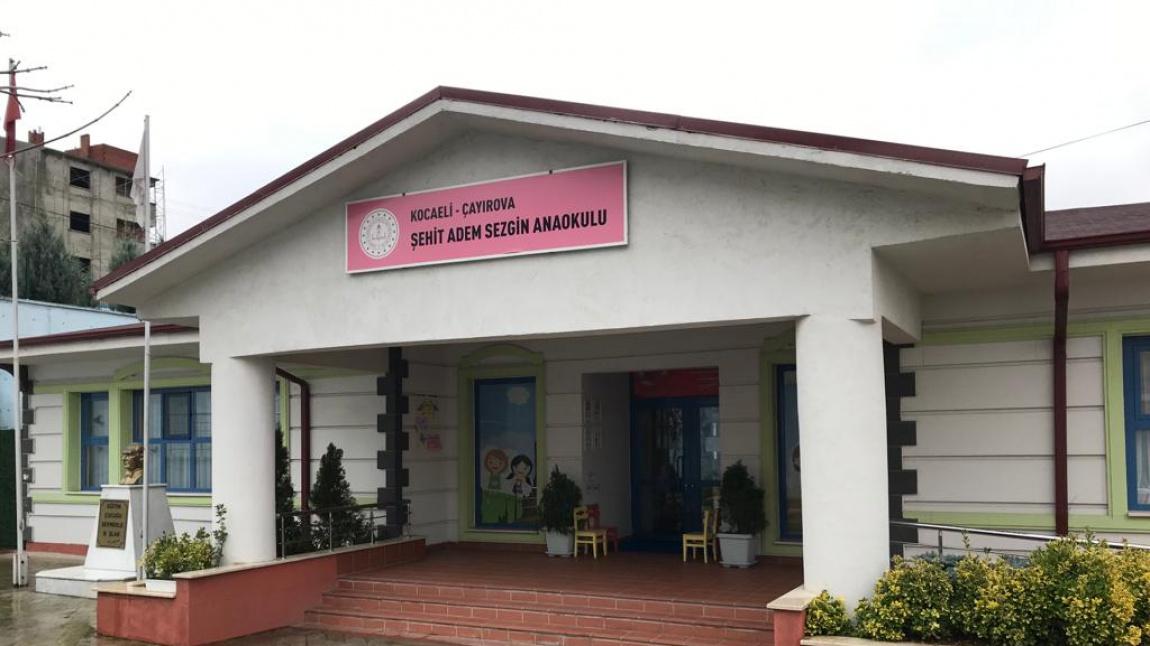 KOCAELİ - ÇAYIROVA
ŞEHİT ADEM SEZGİN ANAOKULU